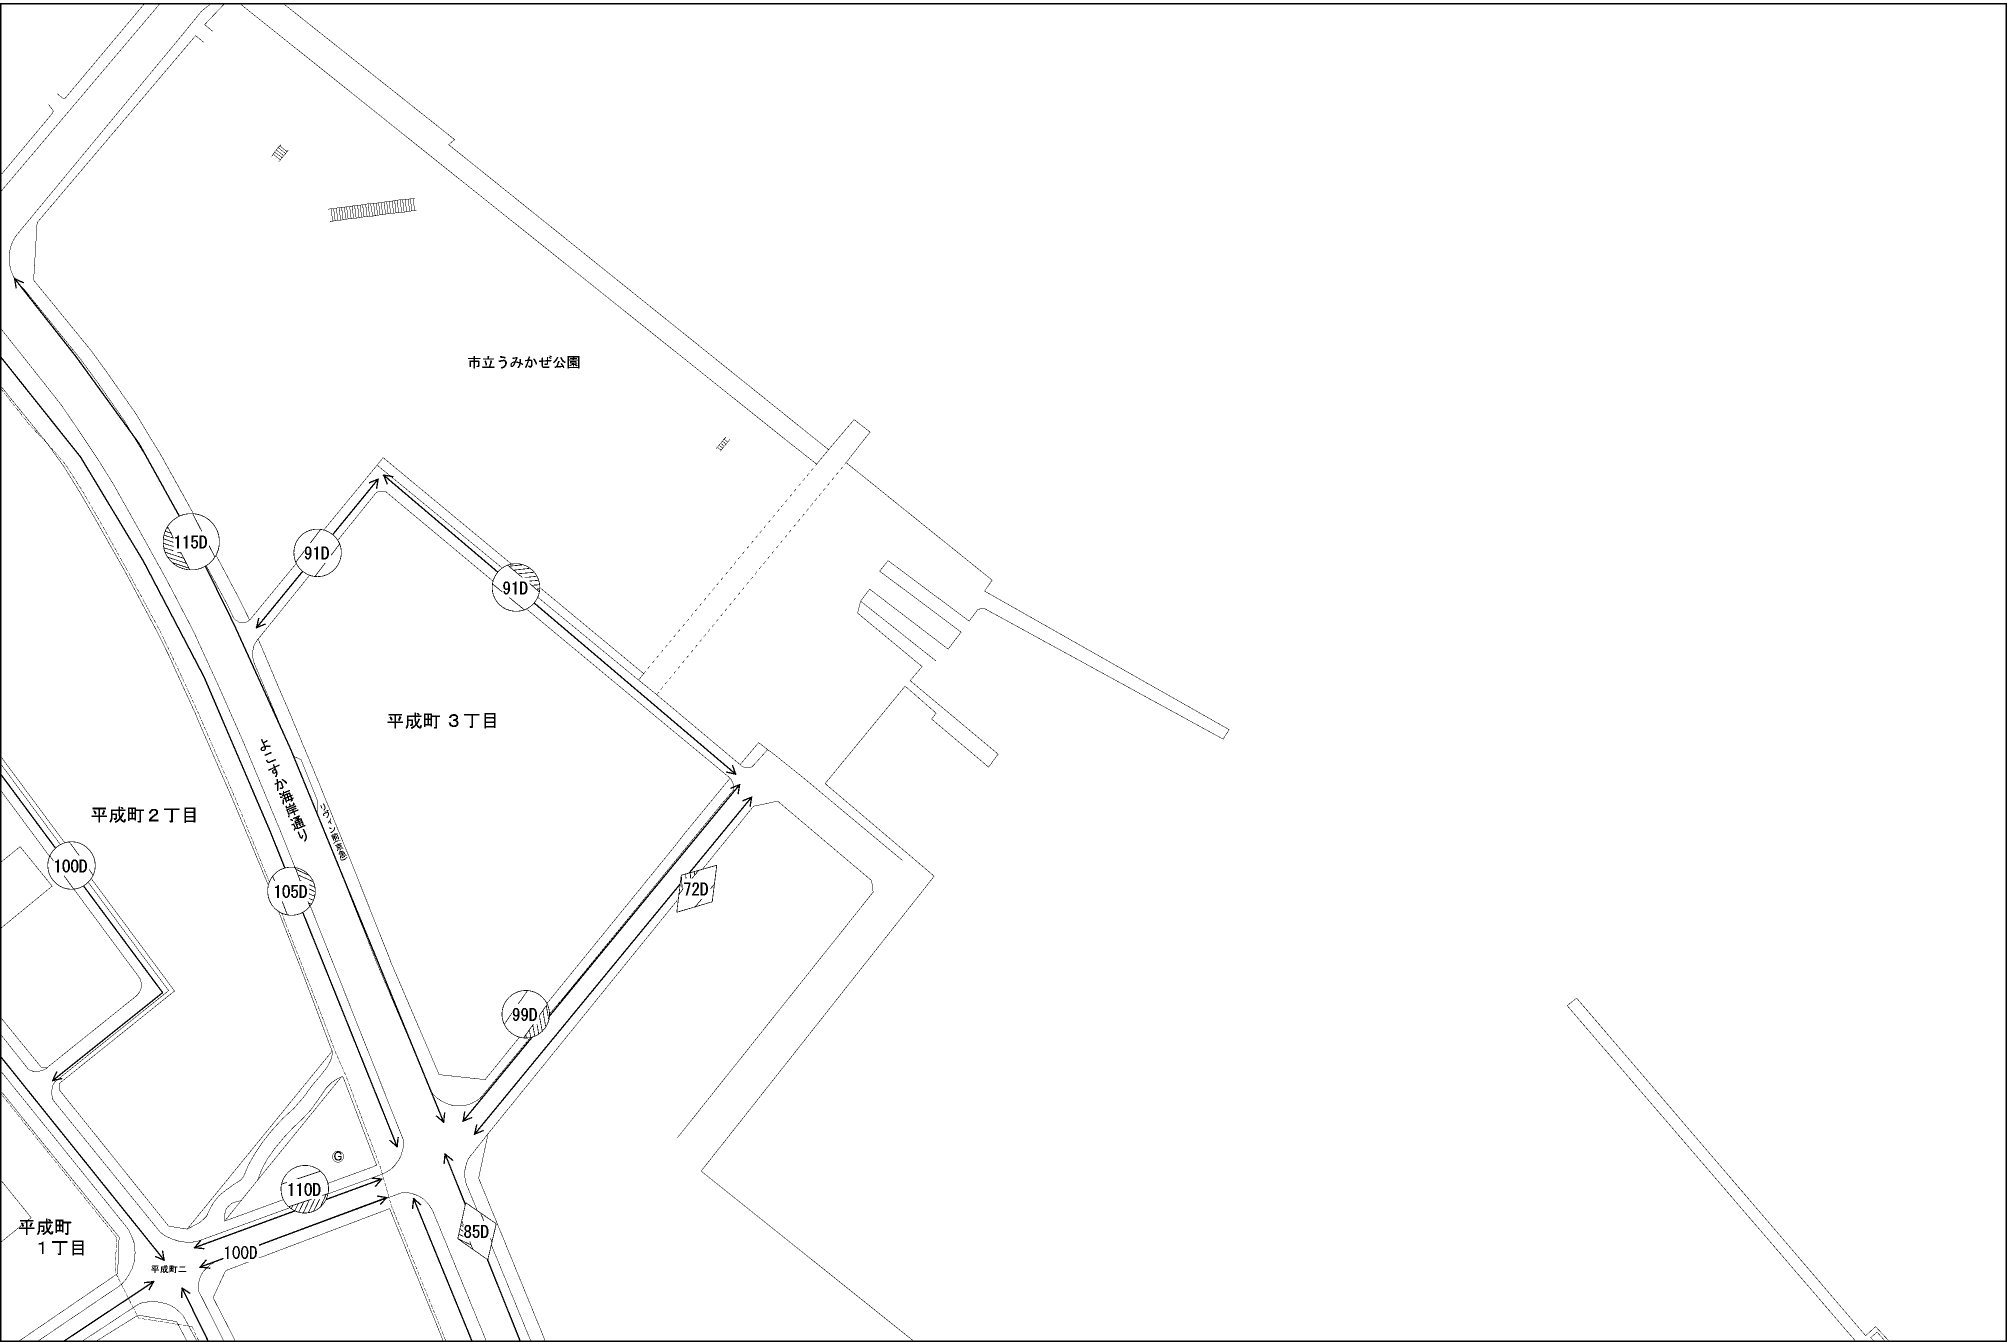 市立うみかぜ公園
115D
91D
91D
平成町３丁目
よこすか海岸通り
平成町２丁目
100D
105D
72D
99D
G
110D
85D
平成町
１丁目
100D
平成町二